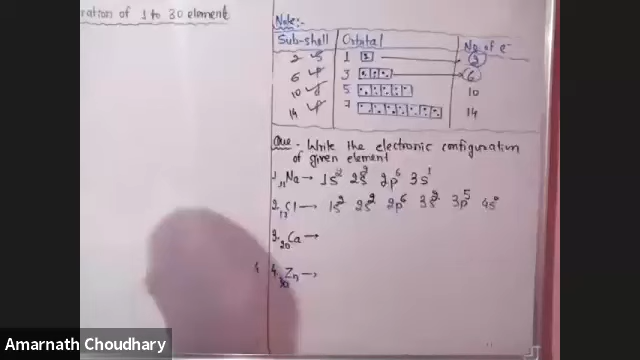 ration of 1 to 30 element
Note:-
Sub-shell Orbital No of e⁻
2 s 1 2
6 p 3 6
10 d 5 10
14 f 7 14
Que - Write the electronic configuration
of given element
1. ₁₁Na → 1s² 2s² 2p⁶ 3s¹
2. ₁₇Cl → 1s² 2s² 2p⁶ 3s² 3p⁵ 4s⁰
3. ₂₀Ca →
4. ₃₀Zn →
Amarnath Choudhary